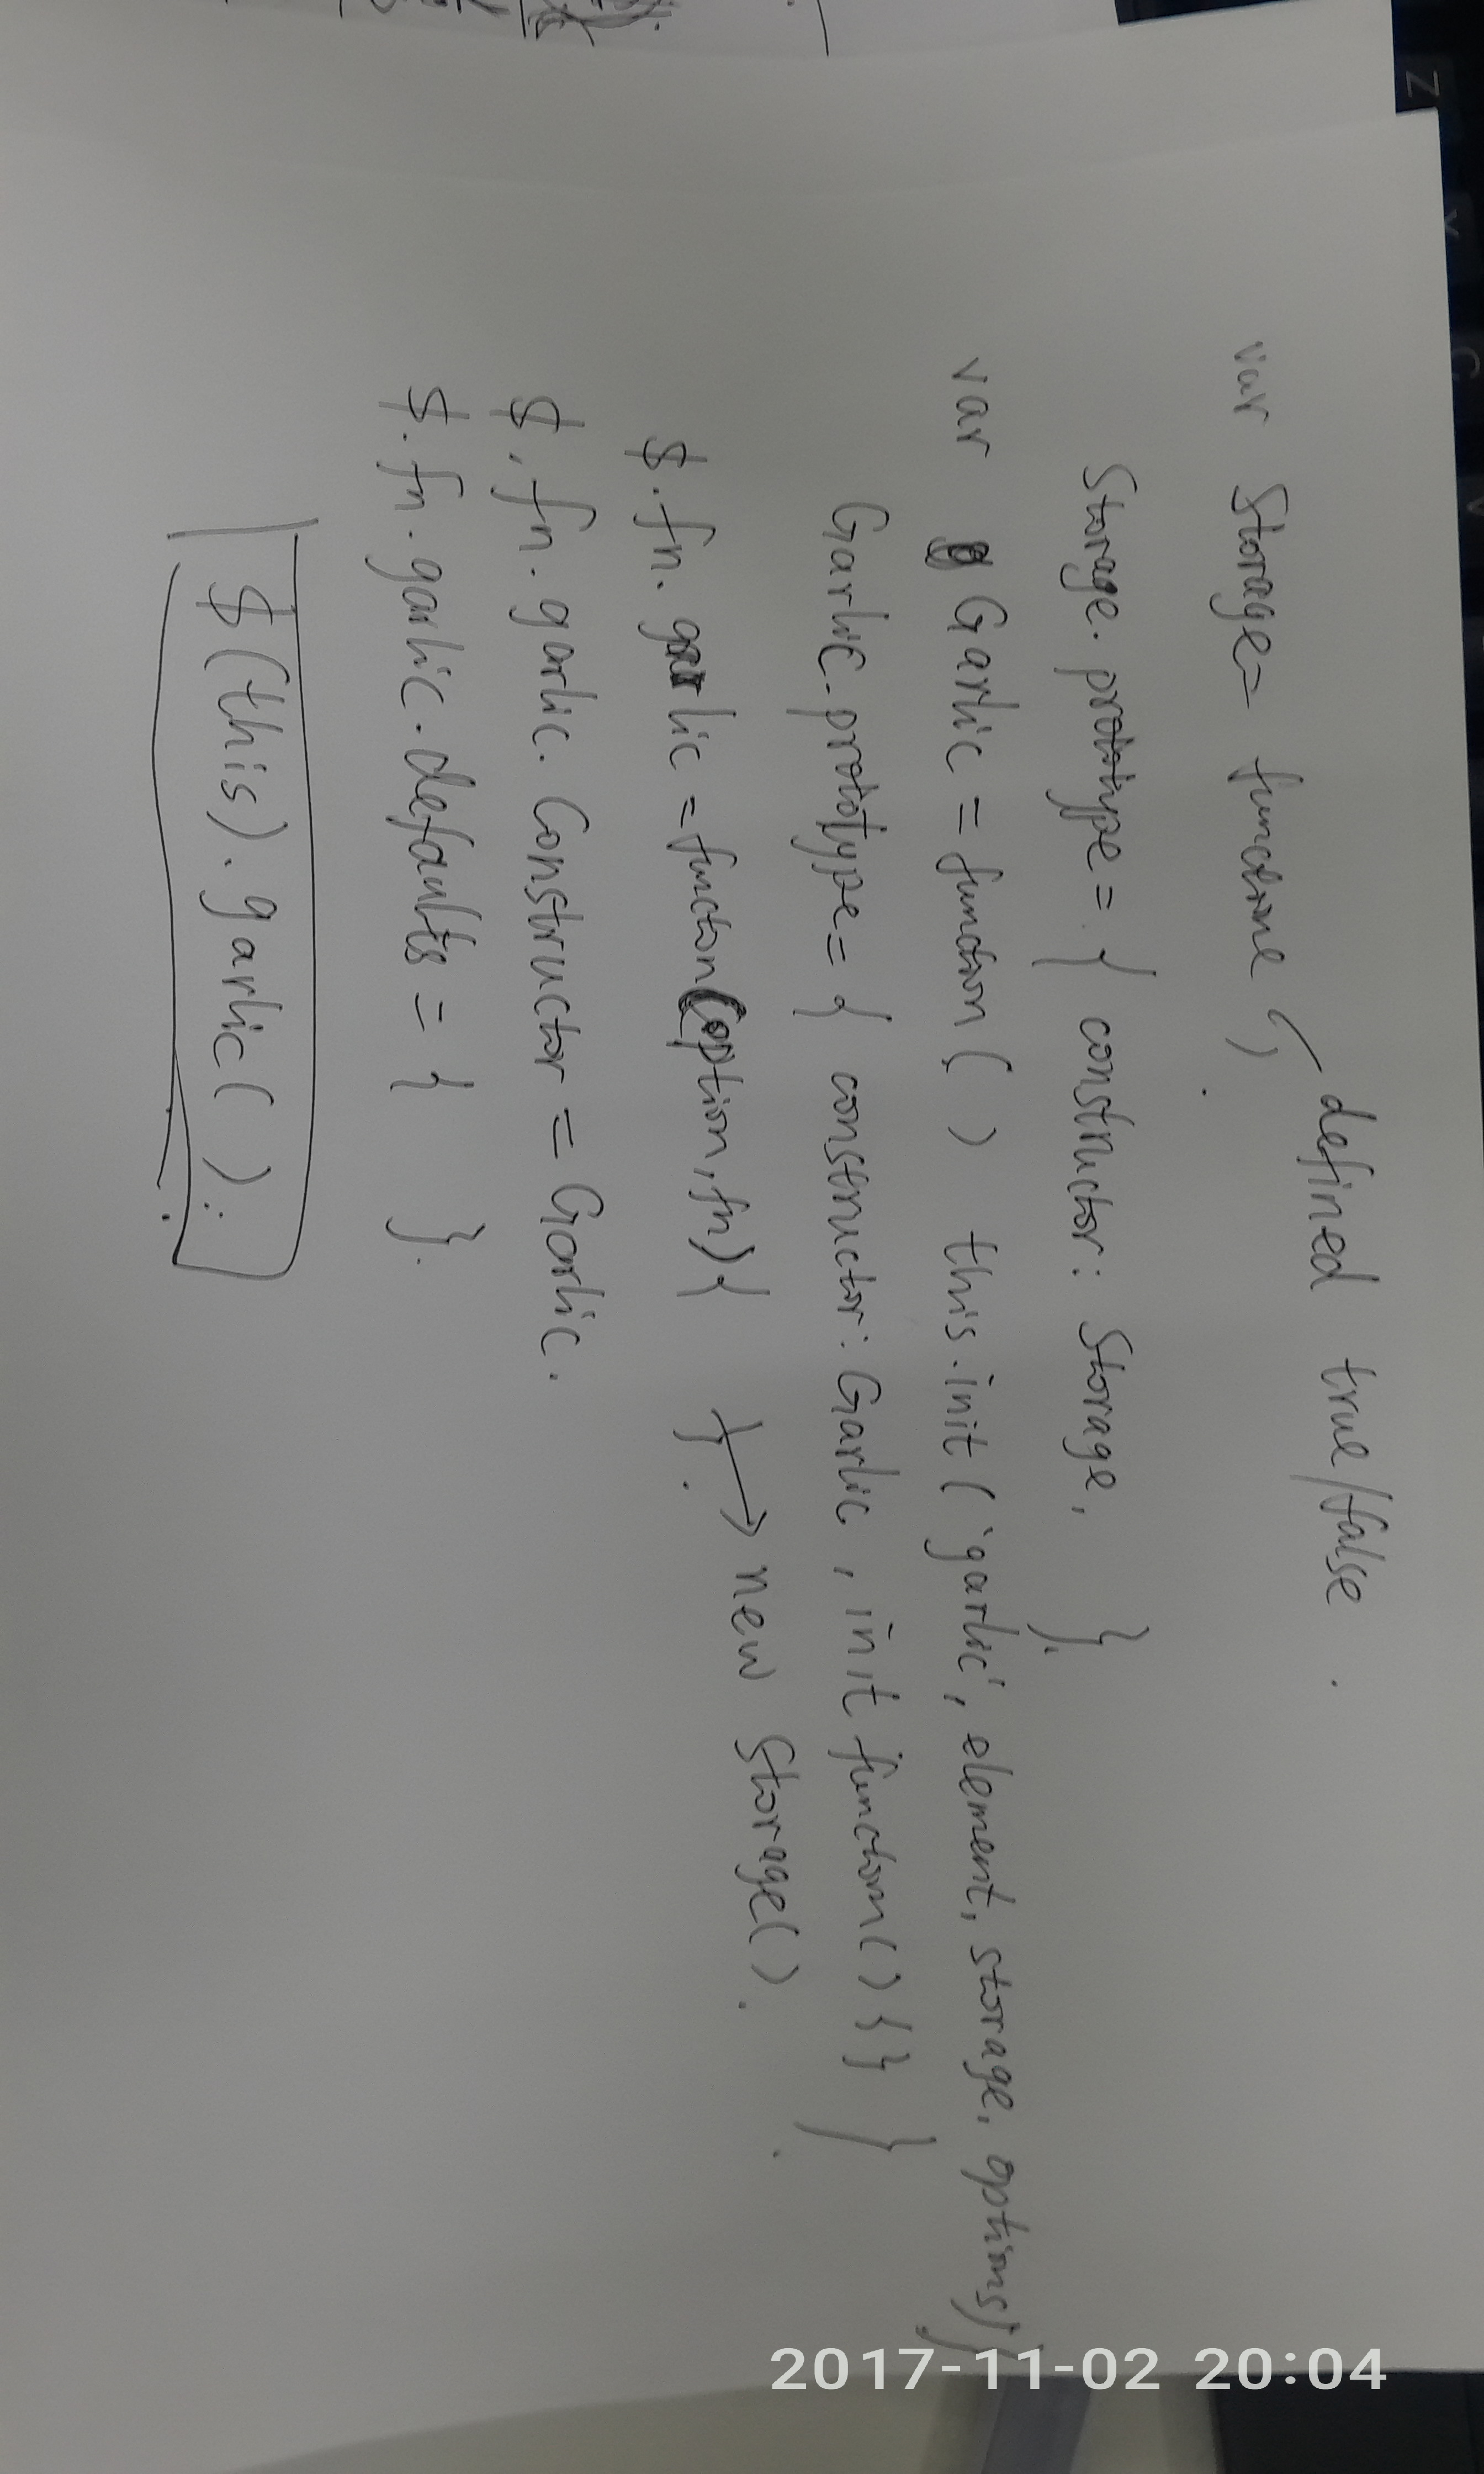 defined true/false.
var Storage = function ( ) .
Storage.prototype = { constructor: Storage, }.
var Garlic = function ( ) this.init ( 'garlic', element, storage, options)}
Garlic.prototype = { constructor: Garlic, init function ( ) { } } .
$.fn.garlic = function (option, fn) { }. → new Storage( ).
$.fn.garlic.Constructor = Garlic.
$.fn.garlic.defaults = { }.
$(this).garlic( );
2017-11-02 20:04
Z